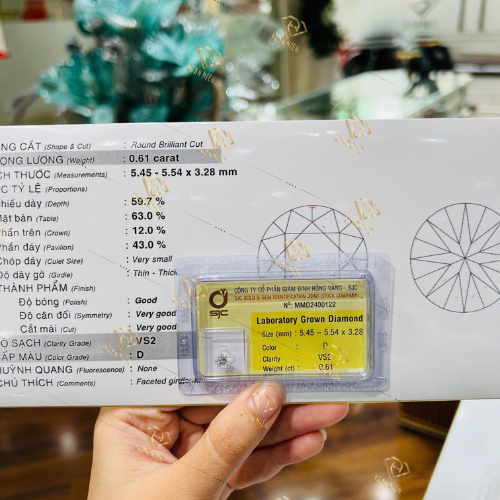 NG CẮT (Shape & Cut) : Round Brilliant Cut
ỌNG LƯỢNG (Weight) : 0.61 carat
CH THƯỚC (Measurements) : 5.45 - 5.54 x 3.28 mm
C TỶ LỆ (Proportions)
hiều dày (Depth) : 59.7 %
Mặt bàn (Table) : 63.0 %
Phần trên (Crown) : 12.0 %
Phần đáy (Pavilion) : 43.0 %
Chóp đáy (Culet Size) : Very small
Độ dày gờ (Girdle) : Thin - Thick
THÀNH PHẨM (Finish)
Độ bóng (Polish) : Good
Độ cân đối (Symmetry) : Very good
Cắt mài (Cut) : Very Good
Ộ SẠCH (Clarity Grade) : VS2
ẤP MÀU (Color Grade) : D
HUỲNH QUANG (Fluorescence) : None
CHÚ THÍCH (Comments) : Faceted girdle
SJC
CÔNG TY CỔ PHẦN GIÁM ĐỊNH RỒNG VÀNG - SJC
SJC GOLD & GEM IDENTIFICATION JOINT STOCK COMPANY
Nº: MMD2400122
Laboratory Grown Diamond
Size (mm) : 5.45 - 5.54 x 3.28
Color : D
Clarity : VS2
Weight (ct) : 0.61